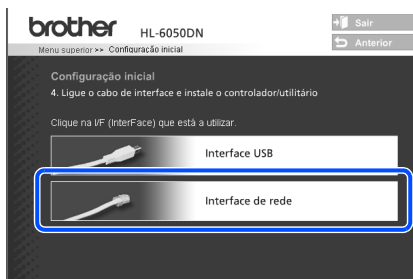 brother
HL-6050DN
Sair
Anterior
Menu superior >> Configuração inicial
Configuração inicial
4. Ligue o cabo de interface e instale o controlador/utilitário
Clique na I/F (InterFace) que está a utilizar.
Interface USB
Interface de rede